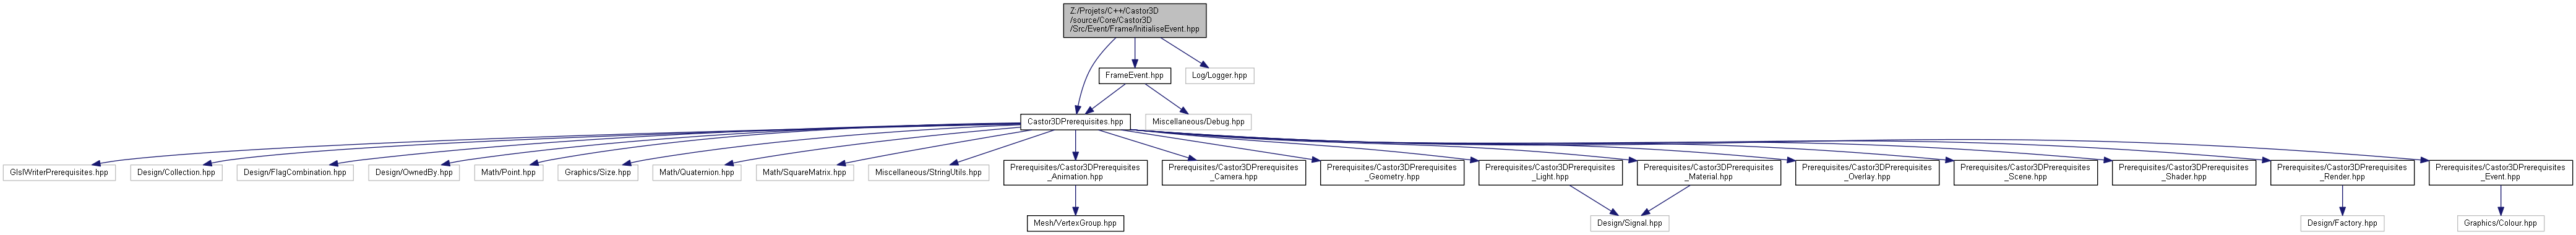 Z:/Projets/C++/Castor3D
/source/Core/Castor3D
/Src/Event/Frame/InitialiseEvent.hpp
FrameEvent.hpp
Log/Logger.hpp
Castor3DPrerequisites.hpp
Miscellaneous/Debug.hpp
GlslWriterPrerequisites.hpp
Design/Collection.hpp
Design/FlagCombination.hpp
Design/OwnedBy.hpp
Math/Point.hpp
Graphics/Size.hpp
Math/Quaternion.hpp
Math/SquareMatrix.hpp
Miscellaneous/StringUtils.hpp
Prerequisites/Castor3DPrerequisites
_Animation.hpp
Prerequisites/Castor3DPrerequisites
_Camera.hpp
Prerequisites/Castor3DPrerequisites
_Geometry.hpp
Prerequisites/Castor3DPrerequisites
_Light.hpp
Prerequisites/Castor3DPrerequisites
_Material.hpp
Prerequisites/Castor3DPrerequisites
_Overlay.hpp
Prerequisites/Castor3DPrerequisites
_Scene.hpp
Prerequisites/Castor3DPrerequisites
_Shader.hpp
Prerequisites/Castor3DPrerequisites
_Render.hpp
Prerequisites/Castor3DPrerequisites
_Event.hpp
Mesh/VertexGroup.hpp
Design/Signal.hpp
Design/Factory.hpp
Graphics/Colour.hpp